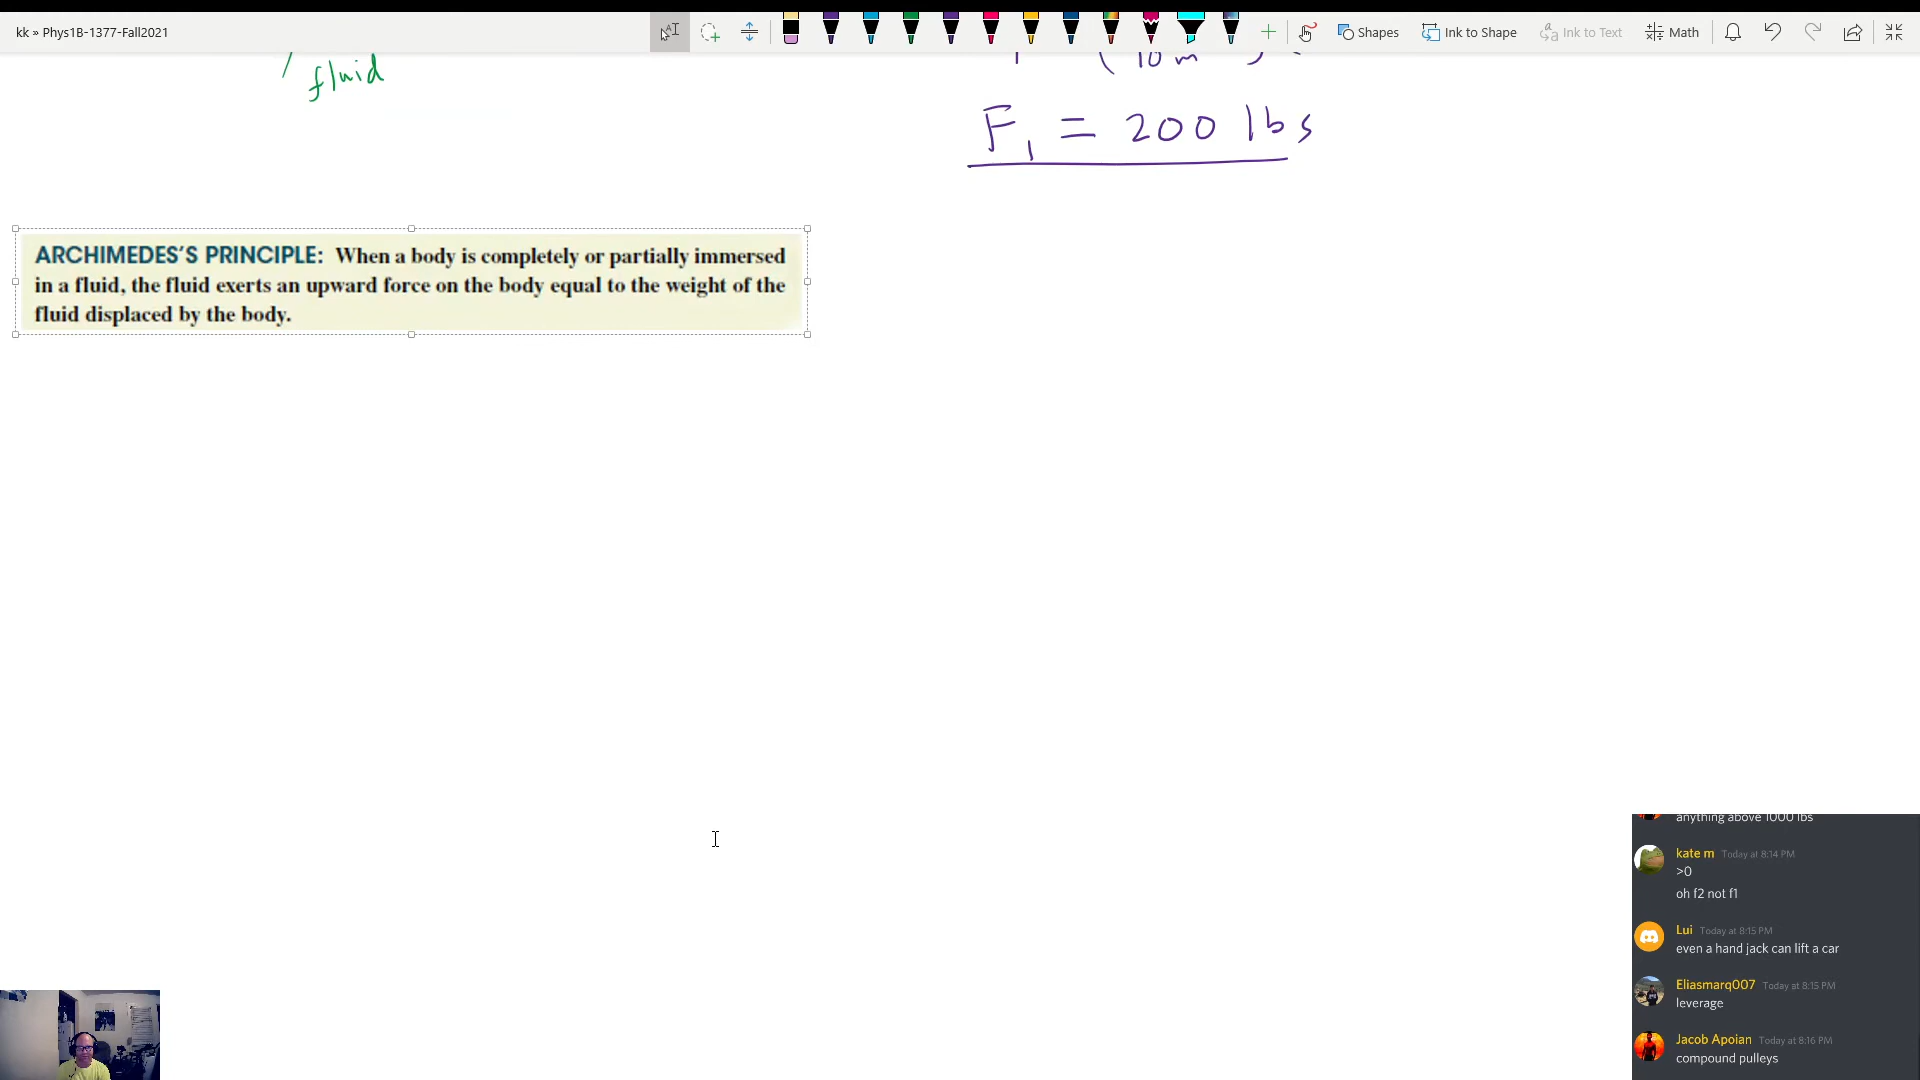 kk » Phys1B-1377-Fall2021
Shapes
Ink to Shape
Ink to Text
Math
fluid
F₁ = 200 lbs
ARCHIMEDES'S PRINCIPLE: When a body is completely or partially immersed
in a fluid, the fluid exerts an upward force on the body equal to the weight of the
fluid displaced by the body.
anything above 1000 lbs
kate m Today at 8:14 PM
>0
oh f2 not f1
Lui Today at 8:15 PM
even a hand jack can lift a car
Eliasmarq007 Today at 8:15 PM
leverage
Jacob Apoian Today at 8:16 PM
compound pulleys